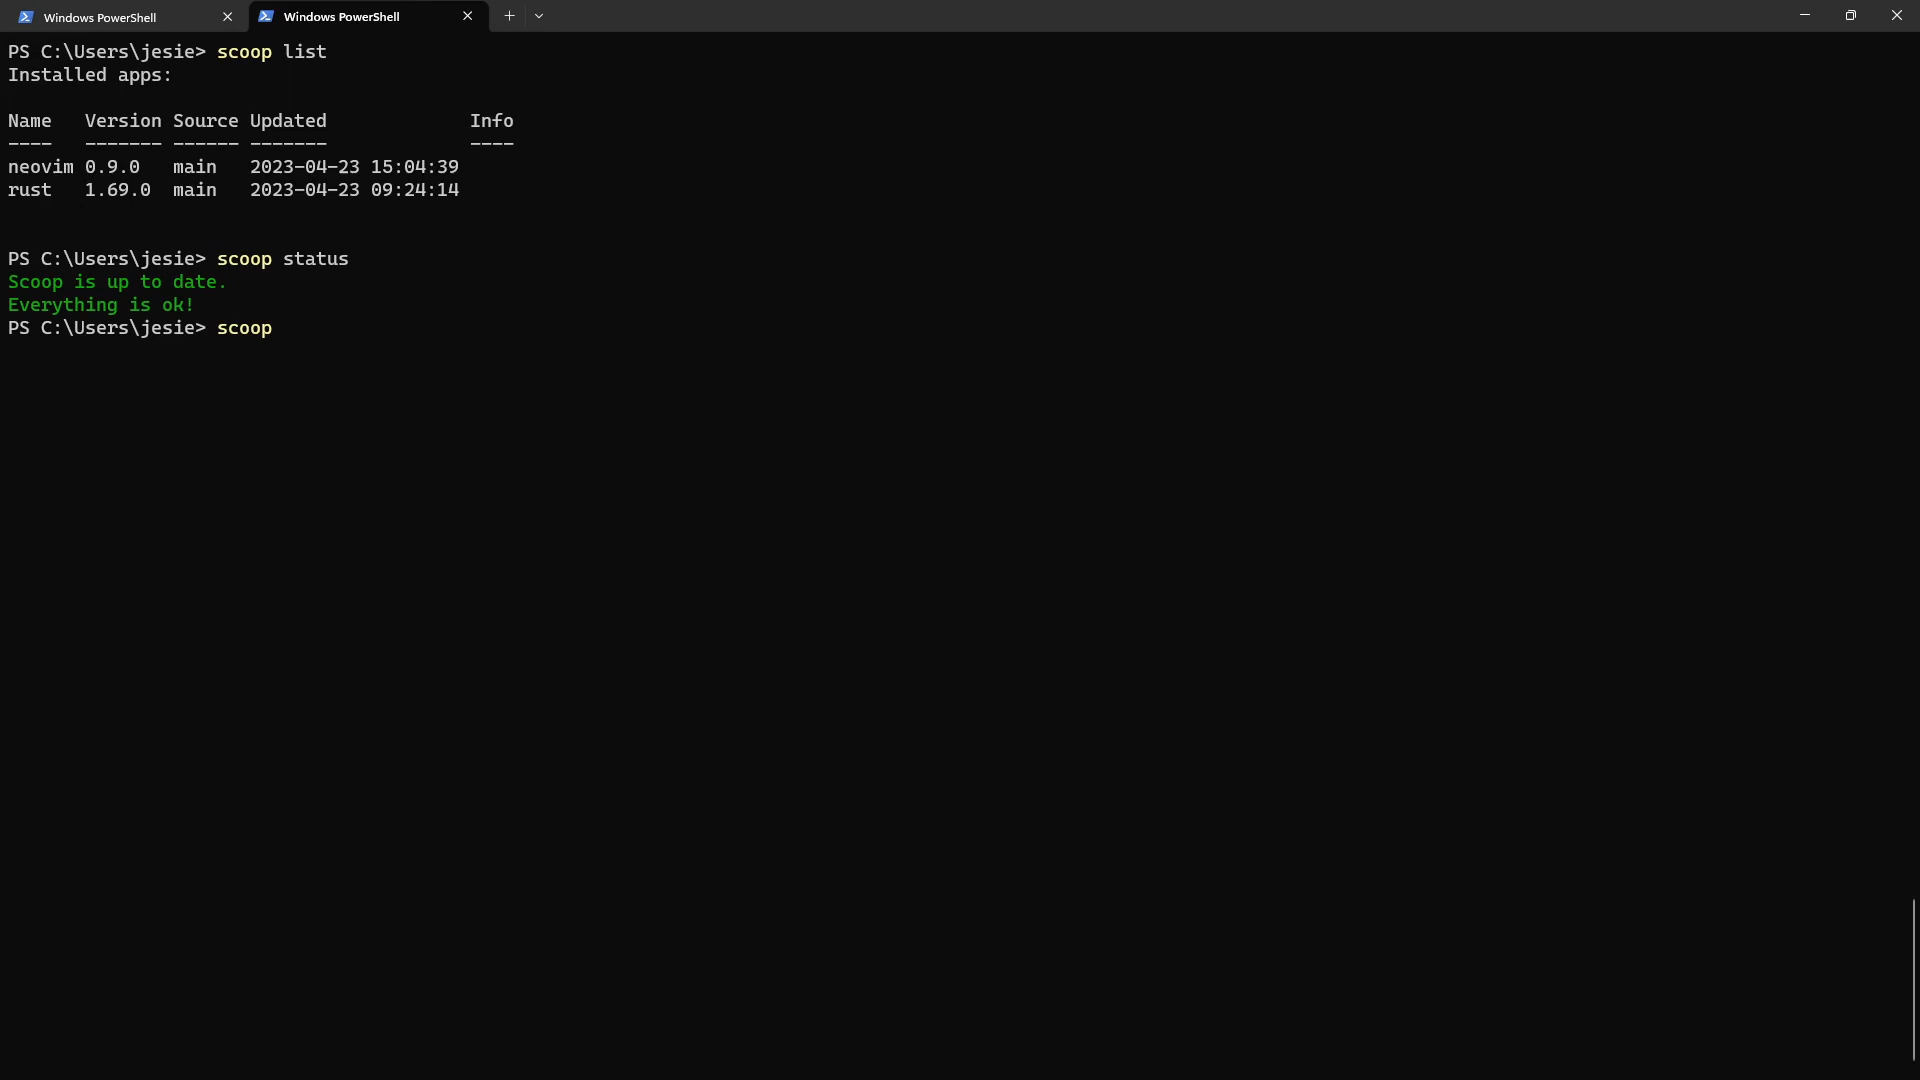 Windows PowerShell
Windows PowerShell
PS C:\Users\jesie> scoop list
Installed apps:
Name   Version Source Updated             Info
----   ------- ------ -------             ----
neovim 0.9.0   main   2023-04-23 15:04:39
rust   1.69.0  main   2023-04-23 09:24:14
PS C:\Users\jesie> scoop status
Scoop is up to date.
Everything is ok!
PS C:\Users\jesie> scoop